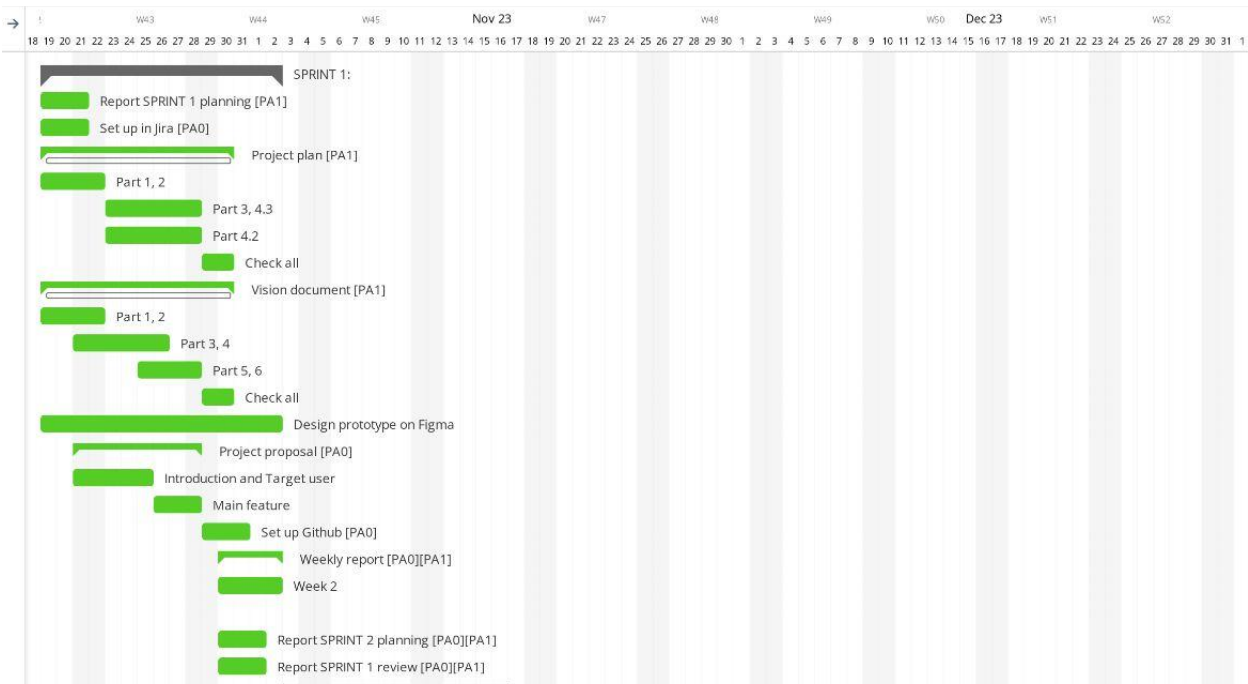 →
W43 W44 W45 Nov 23 W47 W48 W49 W50 Dec 23 W51 W52
18 19 20 21 22 23 24 25 26 27 28 29 30 31 1 2 3 4 5 6 7 8 9 10 11 12 13 14 15 16 17 18 19 20 21 22 23 24 25 26 27 28 29 30 1 2 3 4 5 6 7 8 9 10 11 12 13 14 15 16 17 18 19 20 21 22 23 24 25 26 27 28 29 30 31 1
SPRINT 1:
Report SPRINT 1 planning [PA1]
Set up in Jira [PA0]
Project plan [PA1]
Part 1, 2
Part 3, 4.3
Part 4.2
Check all
Vision document [PA1]
Part 1, 2
Part 3, 4
Part 5, 6
Check all
Design prototype on Figma
Project proposal [PA0]
Introduction and Target user
Main feature
Set up Github [PA0]
Weekly report [PA0][PA1]
Week 2
Report SPRINT 2 planning [PA0][PA1]
Report SPRINT 1 review [PA0][PA1]